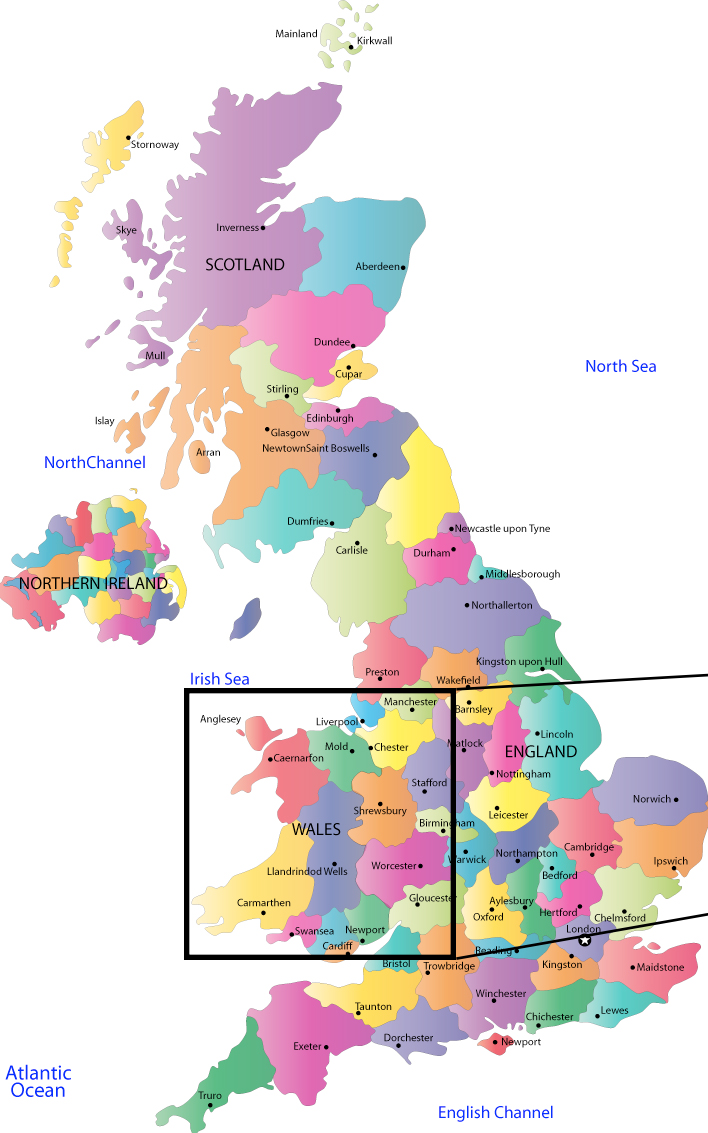 Mainland
Kirkwall
Stornoway
Skye
Inverness
SCOTLAND
Aberdeen
Dundee
Mull
North Sea
Cupar
Stirling
Islay
Edinburgh
Glasgow
NewtownSaint Boswells
Arran
NorthChannel
Dumfries
Newcastle upon Tyne
Carlisle
Durham
Middlesborough
NORTHERN IRELAND
Northallerton
Kingston upon Hull
Preston
Irish Sea
Wakefield
Manchester
Barnsley
Anglesey
Liverpool
Lincoln
Mold
Chester
Matlock
ENGLAND
Caernarfon
Nottingham
Stafford
Norwich
Shrewsbury
Leicester
WALES
Birmingham
Cambridge
Warwick
Northampton
Ipswich
Worcester
Llandrindod Wells
Bedford
Gloucester
Aylesbury
Carmarthen
Hertford
Oxford
Chelmsford
Swansea
Newport
London
Cardiff
Reading
Bristol
Trowbridge
Kingston
Maidstone
Winchester
Taunton
Chichester
Lewes
Dorchester
Newport
Exeter
Atlantic
Ocean
Truro
English Channel